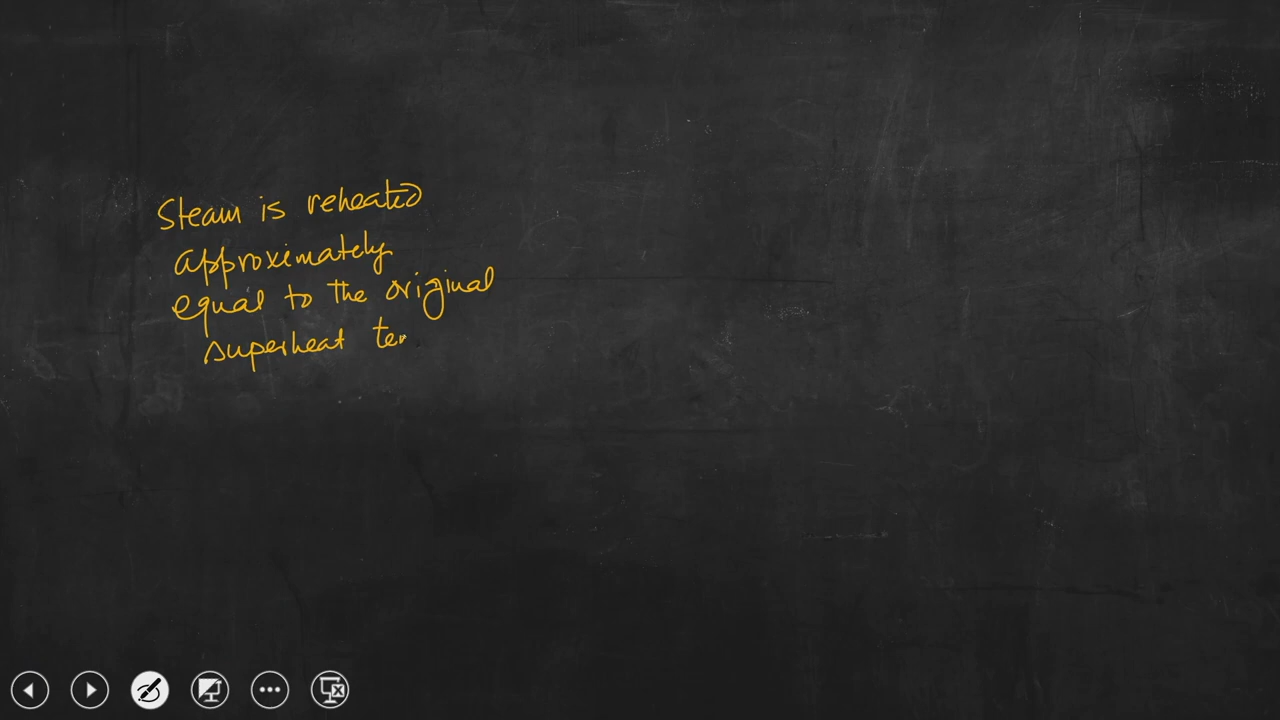 Steam is reheated
approximately
equal to the original
superheat te